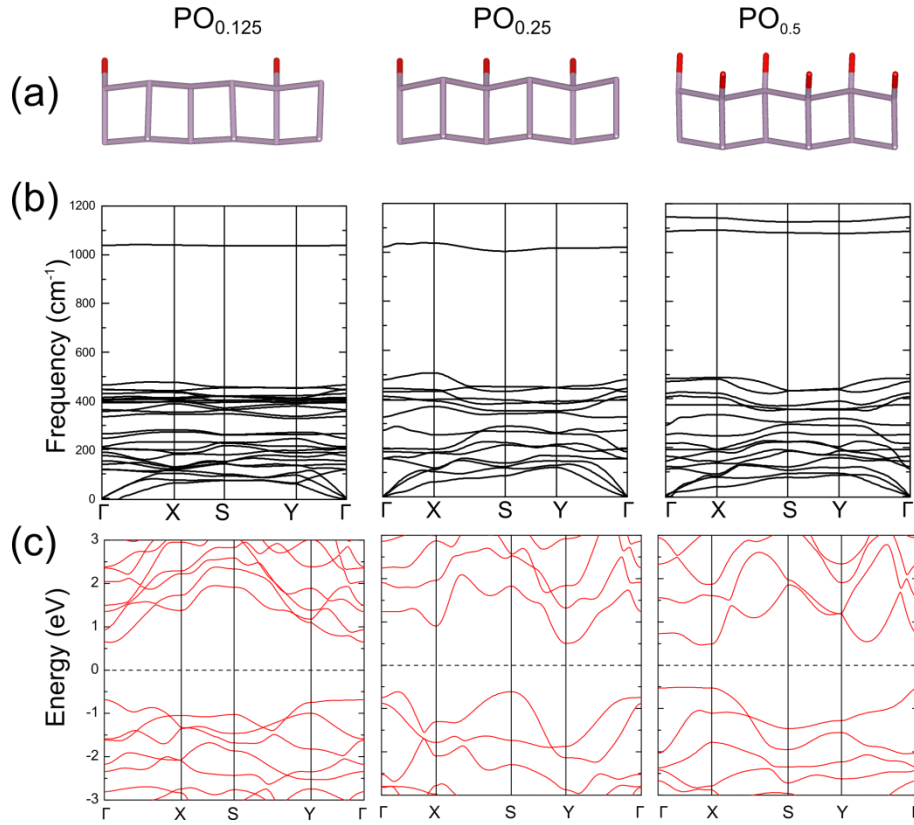 PO0.125 PO0.25 PO0.5
(a)
(b)
Frequency (cm-1)
1200
1000
800
600
400
200
0
Γ X S Y Γ
Γ X S Y Γ
Γ X S Y Γ
(c)
Energy (eV)
3
2
1
0
-1
-2
-3
Γ X S Y Γ
Γ X S Y Γ
Γ X S Y